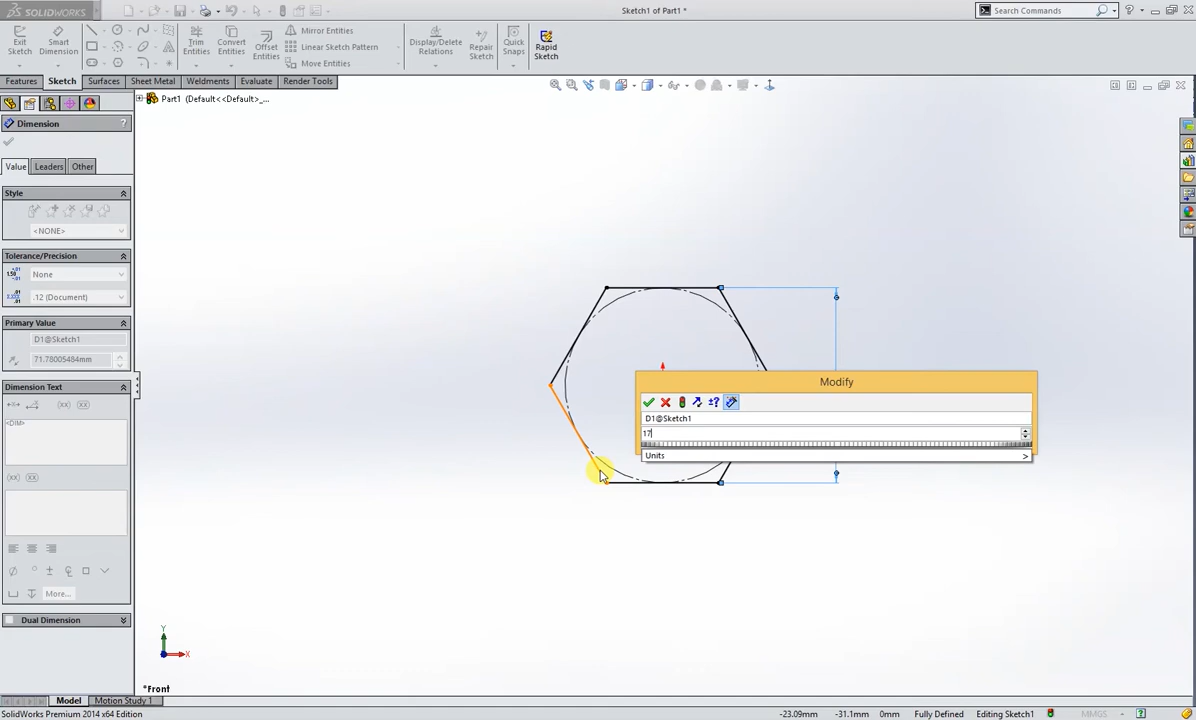 SOLIDWORKS
Sketch1 of Part1 *
Search Commands
Exit Sketch
Smart Dimension
Trim Entities
Convert Entities
Offset Entities
Mirror Entities
Linear Sketch Pattern
Move Entities
Display/Delete Relations
Repair Sketch
Quick Snaps
Rapid Sketch
Features
Sketch
Surfaces
Sheet Metal
Weldments
Evaluate
Render Tools
Part1 (Default<<Default>_...
Dimension
?
Value
Leaders
Other
Style
<NONE>
Tolerance/Precision
None
.12 (Document)
Primary Value
D1@Sketch1
71.78005484mm
Dimension Text
(xx)
(xx)
<DIM>
More...
Dual Dimension
Modify
±?
D1@Sketch1
17
Units
>
Y
X
*Front
Model
Motion Study 1
SolidWorks Premium 2014 x64 Edition
-23.09mm
-31.1mm
0mm
Fully Defined
Editing Sketch1
MMGS